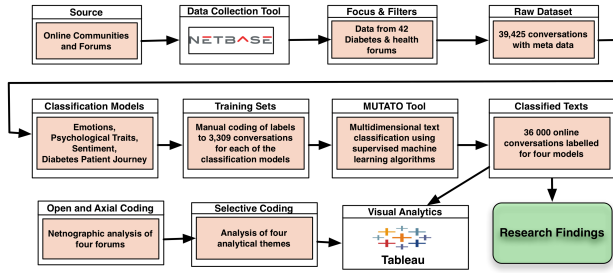 Source
Online Communities
and Forums
Data Collection Tool
NETBASE
Focus & Filters
Data from 42
Diabetes & health
forums
Raw Dataset
39,425 conversations
with meta data
Classification Models
Emotions,
Psychological Traits,
Sentiment,
Diabetes Patient Journey
Training Sets
Manual coding of labels
to 3,309 conversations
for each of the
classification models
MUTATO Tool
Multidimensional text
classification using
supervised machine
learning algorithms
Classified Texts
36 000 online
conversations labelled
for four models
Open and Axial Coding
Netnographic analysis of
four forums
Selective Coding
Analysis of four
analytical themes
Visual Analytics
Tableau
Research Findings